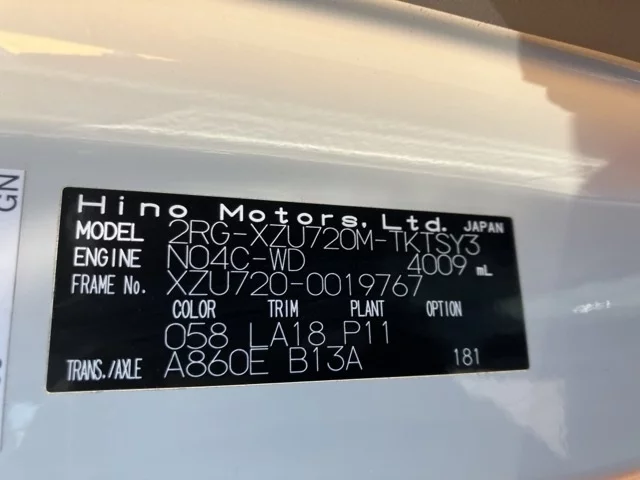 GN
Hino Motors, Ltd. JAPAN
MODEL 2RG-XZU720M-TKTSY3
ENGINE N04C-WD 4009 mL
FRAME No. XZU720-0019767
COLOR TRIM PLANT OPTION
058 LA18 P11
TRANS./AXLE A860E B13A 181